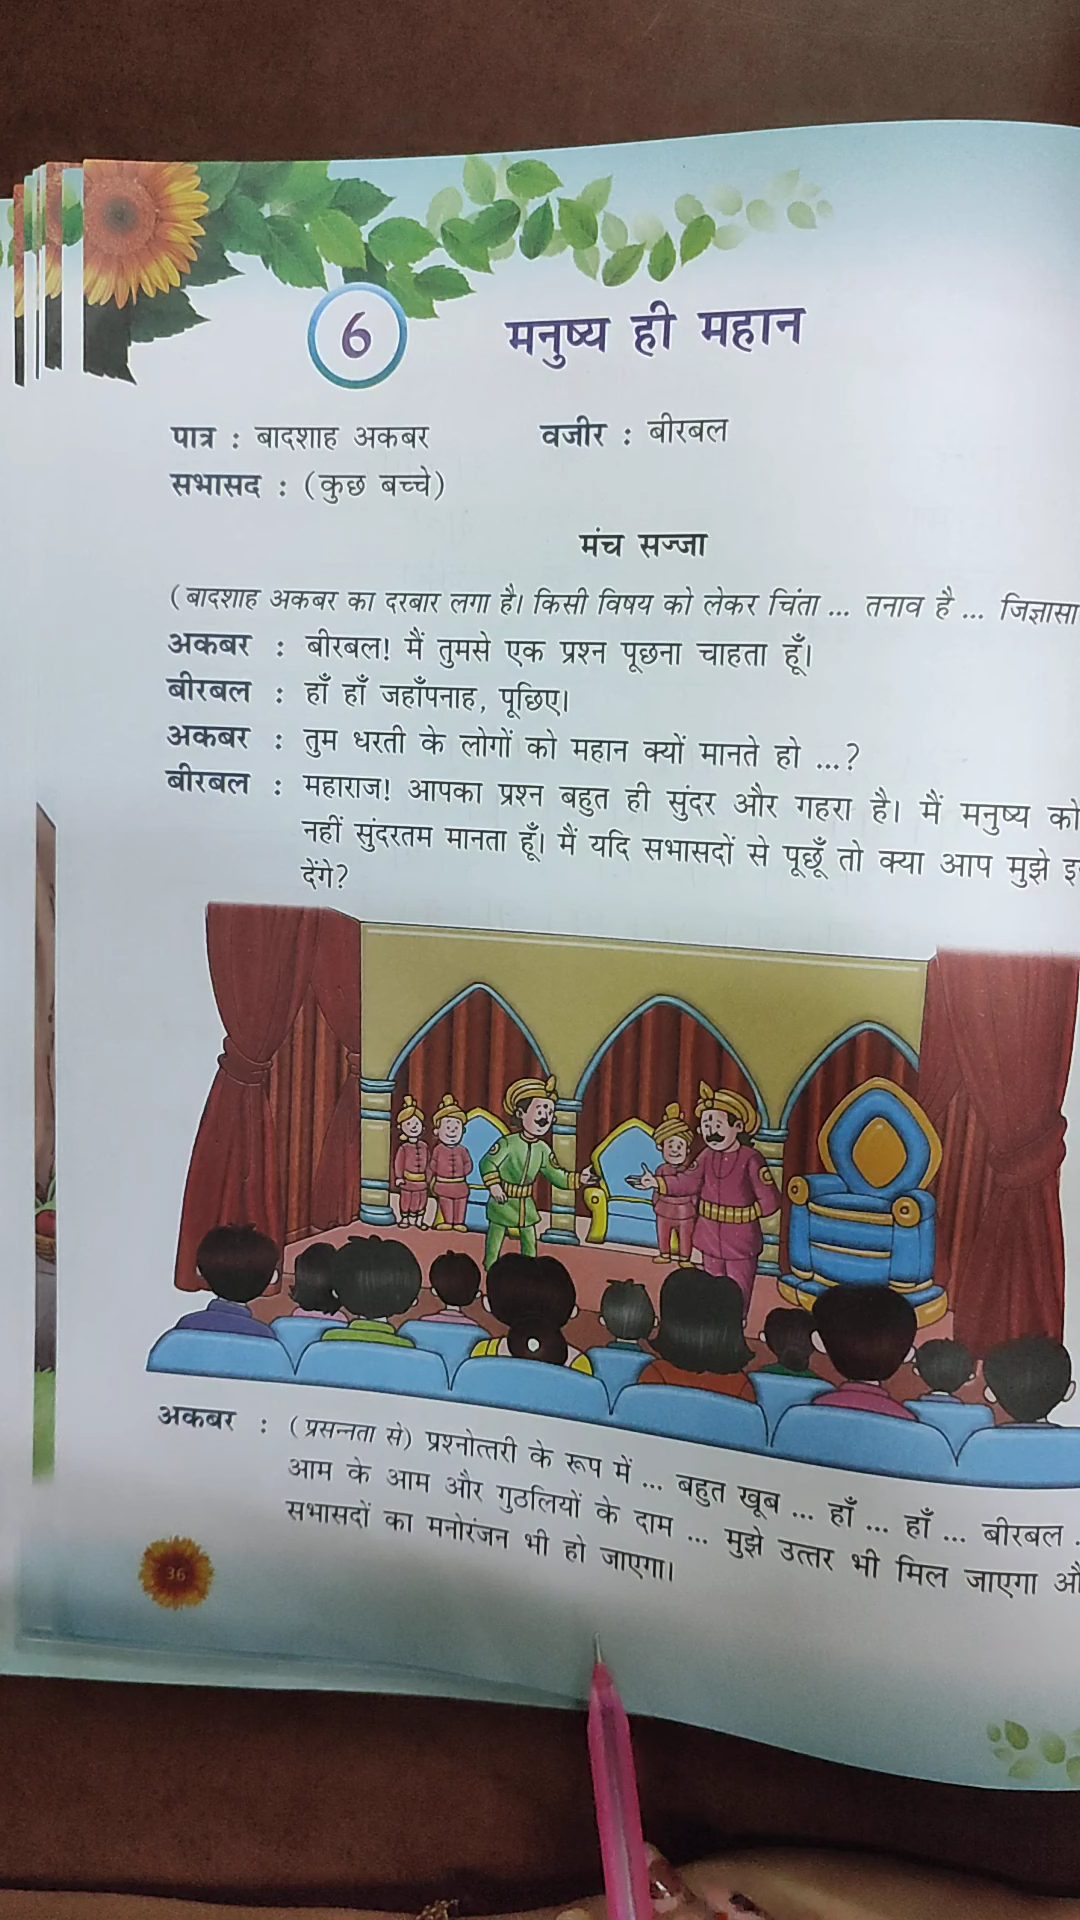 6 मनुष्य ही महान
पात्र : बादशाह अकबर वजीर : बीरबल
सभासद : (कुछ बच्चे)
मंच सज्जा
(बादशाह अकबर का दरबार लगा है। किसी विषय को लेकर चिंता ... तनाव है ... जिज्ञासा
अकबर : बीरबल! मैं तुमसे एक प्रश्न पूछना चाहता हूँ।
बीरबल : हाँ हाँ जहाँपनाह, पूछिए।
अकबर : तुम धरती के लोगों को महान क्यों मानते हो ...?
बीरबल : महाराज! आपका प्रश्न बहुत ही सुंदर और गहरा है। मैं मनुष्य को
नहीं सुंदरतम मानता हूँ। मैं यदि सभासदों से पूछूँ तो क्या आप मुझे
देंगे?
अकबर : (प्रसन्नता से) प्रश्नोत्तरी के रूप में ... बहुत खूब ... हाँ ... हाँ ... बीरबल .
आम के आम और गुठलियों के दाम ... मुझे उत्तर भी मिल जाएगा
सभासदों का मनोरंजन भी हो जाएगा।
36